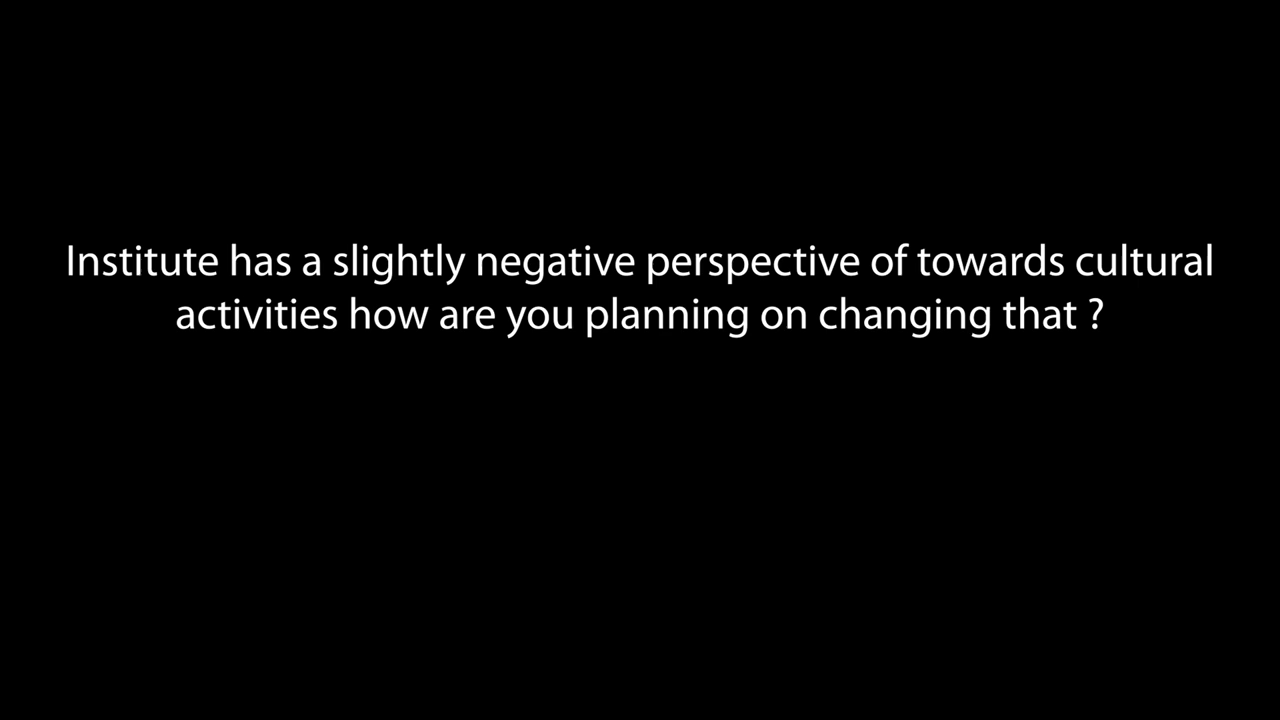 Institute has a slightly negative perspective of towards cultural
activities how are you planning on changing that ?